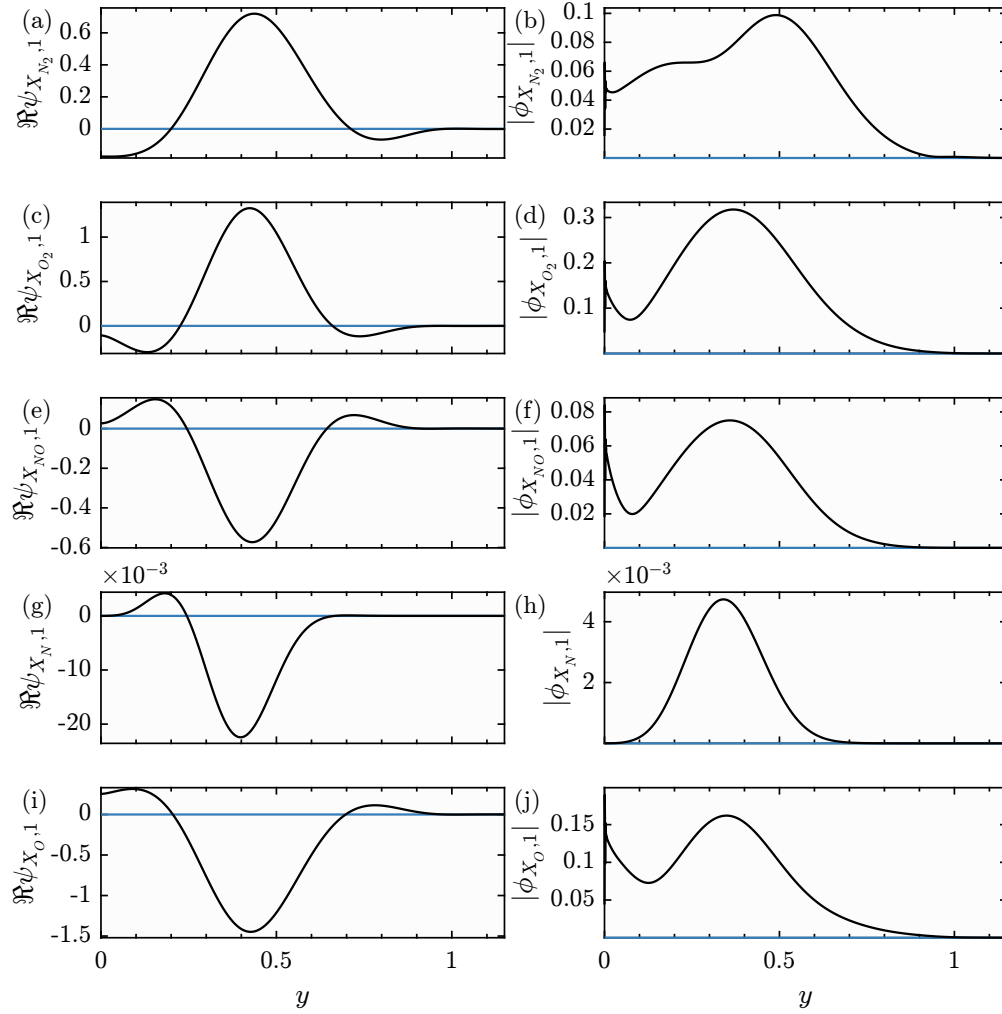 (a)
ℜψ_{X_{N_2},1}
0.6
0.4
0.2
0
(b)
|ϕ_{X_{N_2},1}|
0.1
0.08
0.06
0.04
0.02
(c)
ℜψ_{X_{O_2},1}
1
0.5
0
(d)
|ϕ_{X_{O_2},1}|
0.3
0.2
0.1
(e)
ℜψ_{X_{NO},1}
0
-0.2
-0.4
-0.6
(f)
|ϕ_{X_{NO},1}|
0.08
0.06
0.04
0.02
×10⁻³
(g)
ℜψ_{X_N,1}
0
-10
-20
×10⁻³
(h)
|ϕ_{X_N,1}|
4
2
(i)
ℜψ_{X_O,1}
0
-0.5
-1
-1.5
0 0.5 1
y
(j)
|ϕ_{X_O,1}|
0.15
0.1
0.05
0 0.5 1
y